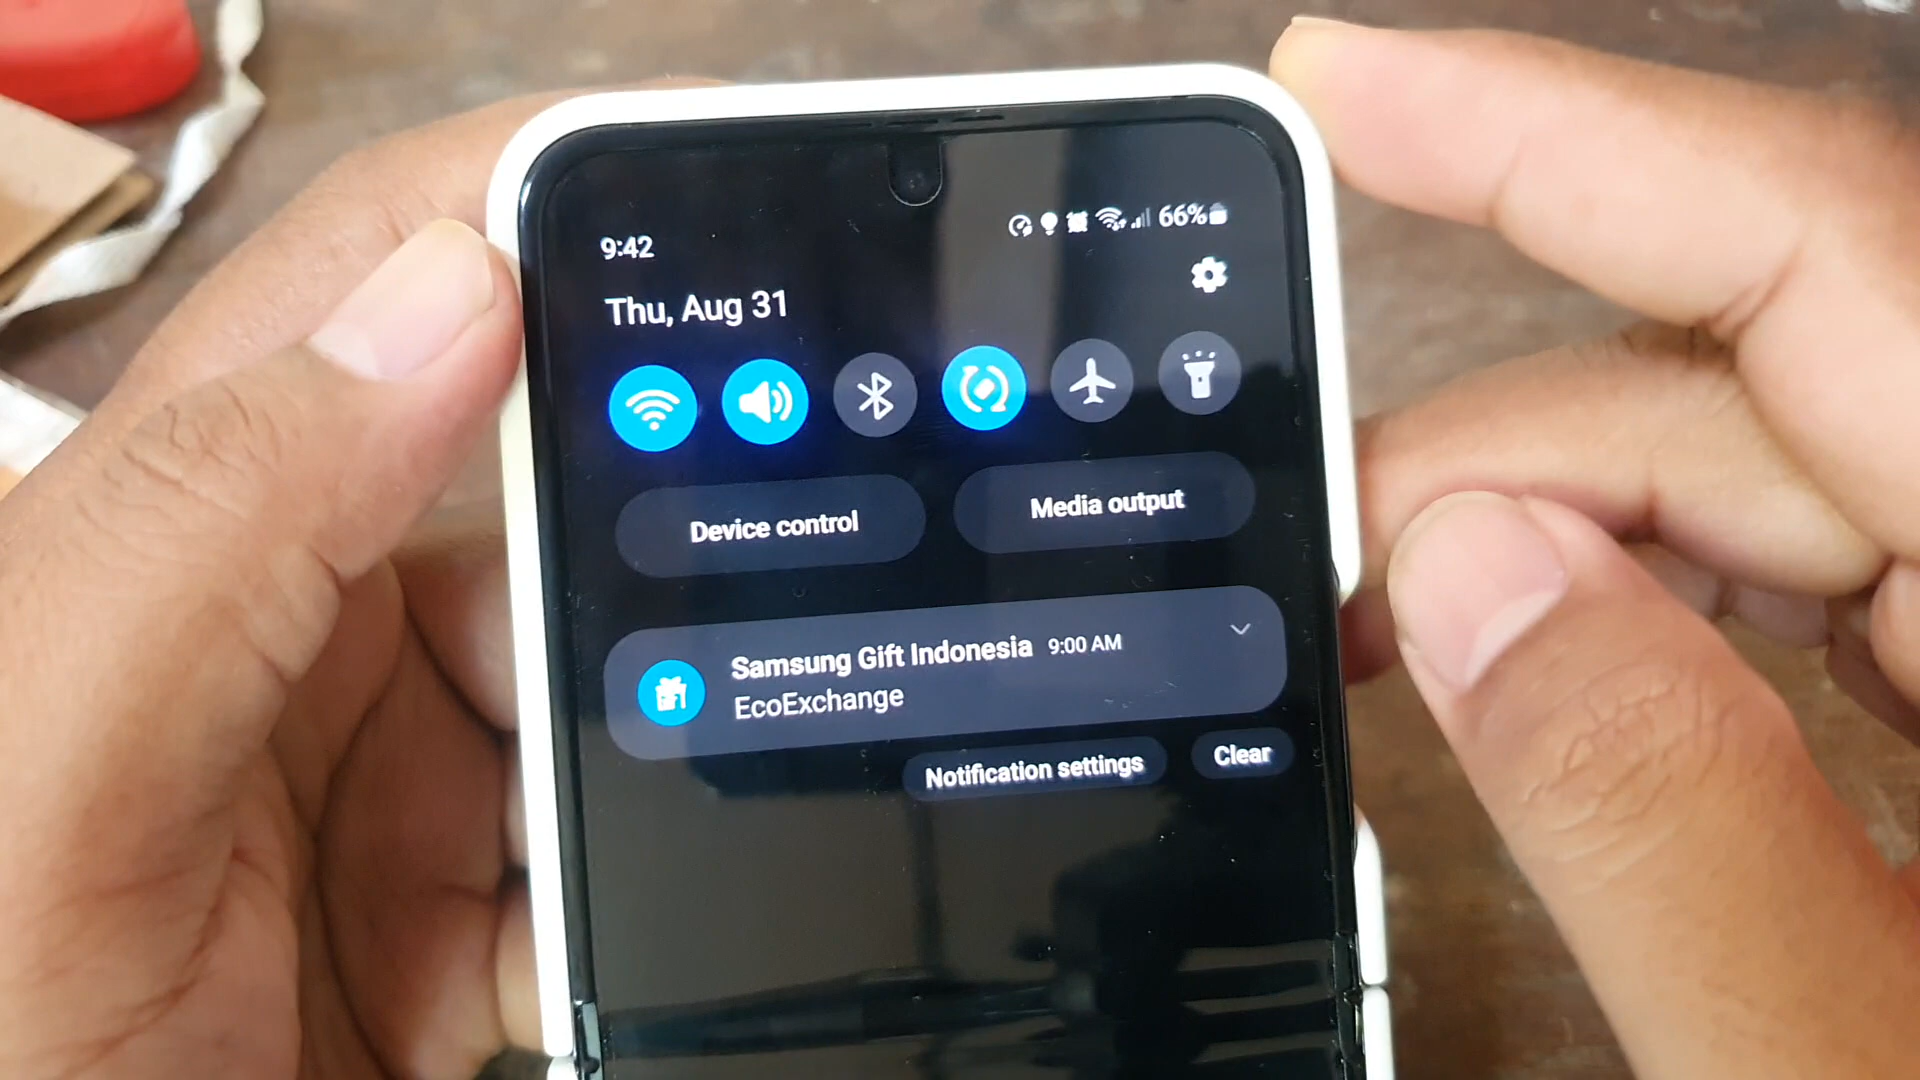 9:42
66%
Thu, Aug 31
Device control
Media output
Samsung Gift Indonesia 9:00 AM
EcoExchange
Notification settings
Clear